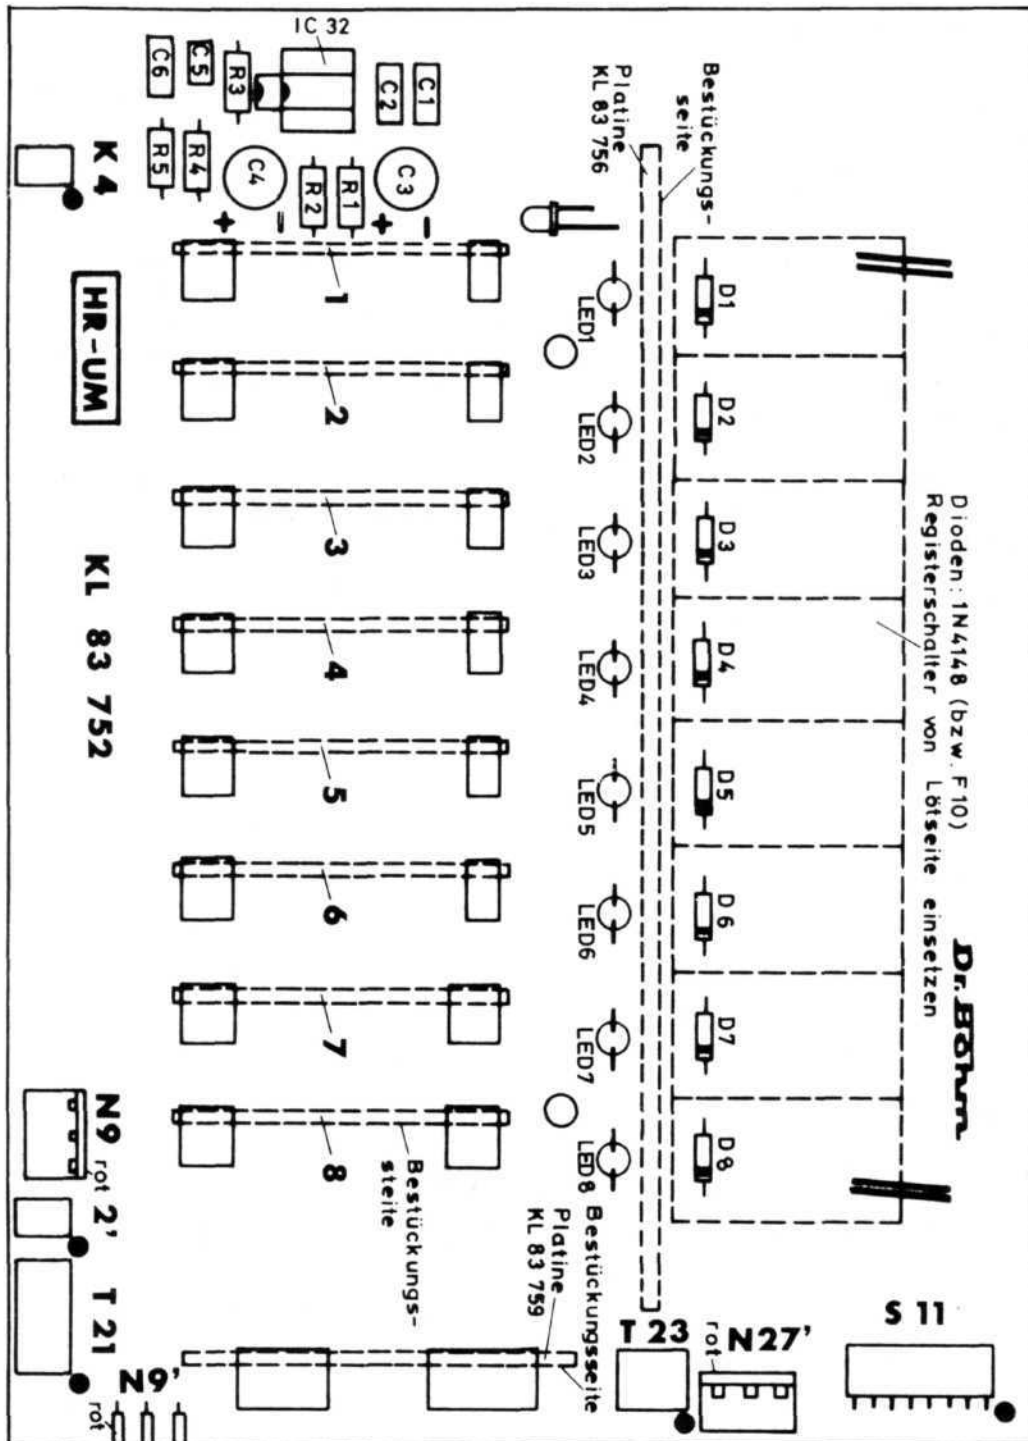 IC 32
C6
C5
R3
C2
C1
R5
R4
C4
R2
R1
C3
+
-
+
-
K 4
HR-UM
KL 83 752
1
2
3
4
5
6
7
8
Bestückungs-
steite
Platine
KL 83 756
Bestückungs-
seite
LED1
LED2
LED3
LED4
LED5
LED6
LED7
LED8
D1
D2
D3
D4
D5
D6
D7
D8
Dioden: 1N4148 (bzw. F10)
Registerschalter von Lötseite einsetzen
Dr. Böhm
N9
rot
2'
T 21
N9'
rot
Bestückungsseite
Platine
KL 83 759
T 23
rot
N27'
S 11